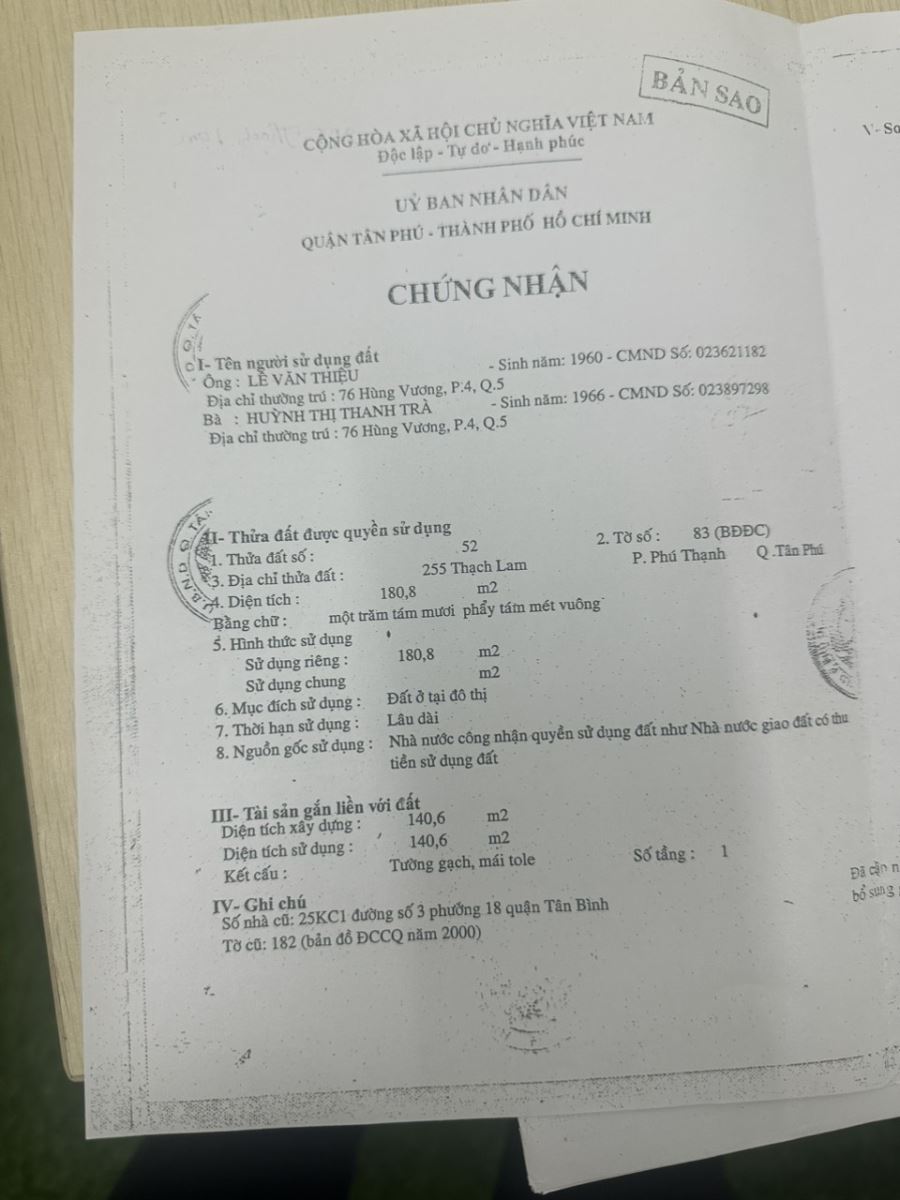 BẢN SAO
CỘNG HÒA XÃ HỘI CHỦ NGHĨA VIỆT NAM
Độc lập - Tự do - Hạnh phúc
UỶ BAN NHÂN DÂN
QUẬN TÂN PHÚ - THÀNH PHỐ HỒ CHÍ MINH
CHỨNG NHẬN
I- Tên người sử dụng đất
Ông : LÊ VĂN THIỆU - Sinh năm: 1960 - CMND Số: 023621182
Địa chỉ thường trú : 76 Hùng Vương, P.4, Q.5
Bà : HUỲNH THỊ THANH TRÀ - Sinh năm: 1966 - CMND Số: 023897298
Địa chỉ thường trú : 76 Hùng Vương, P.4, Q.5
II- Thửa đất được quyền sử dụng
1. Thửa đất số : 52 2. Tờ số : 83 (BĐĐC)
3. Địa chỉ thửa đất : 255 Thạch Lam P. Phú Thạnh Q .Tân Phú
4. Diện tích : 180,8 m2
Bằng chữ : một trăm tám mươi phẩy tám mét vuông
5. Hình thức sử dụng
Sử dụng riêng : 180,8 m2
Sử dụng chung m2
6. Mục đích sử dụng : Đất ở tại đô thị
7. Thời hạn sử dụng : Lâu dài
8. Nguồn gốc sử dụng : Nhà nước công nhận quyền sử dụng đất như Nhà nước giao đất có thu
tiền sử dụng đất
III- Tài sản gắn liền với đất
Diện tích xây dựng : 140,6 m2
Diện tích sử dụng : 140,6 m2
Kết cấu : Tường gạch, mái tole Số tầng : 1
IV- Ghi chú
Số nhà cũ: 25KC1 đường số 3 phường 18 quận Tân Bình
Tờ cũ: 182 (bản đồ ĐCCQ năm 2000)
V- Sơ
Đã cập n
bổ sung